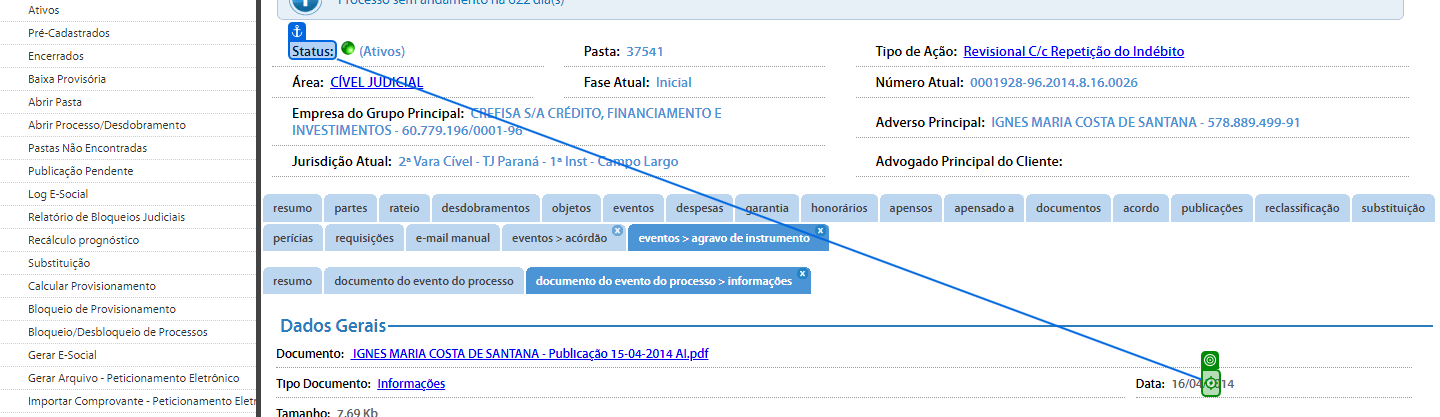 Ativos
Pré-Cadastrados
Encerrados
Baixa Provisória
Abrir Pasta
Abrir Processo/Desdobramento
Pastas Não Encontradas
Publicação Pendente
Log E-Social
Relatório de Bloqueios Judiciais
Recálculo prognóstico
Substituição
Calcular Provisionamento
Bloqueio de Provisionamento
Bloqueio/Desbloqueio de Processos
Gerar E-Social
Gerar Arquivo - Peticionamento Eletrônico
Importar Comprovante - Peticionamento Eletr
Processo sem andamento há 622 dia(s)
Status: (Ativos) Pasta: 37541 Tipo de Ação: Revisional C/c Repetição do Indébito
Área: CÍVEL JUDICIAL Fase Atual: Inicial Número Atual: 0001928-96.2014.8.16.0026
Empresa do Grupo Principal: CREFISA S/A CRÉDITO, FINANCIAMENTO E
INVESTIMENTOS - 60.779.196/0001-96
Adverso Principal: IGNES MARIA COSTA DE SANTANA - 578.889.499-91
Jurisdição Atual: 2ª Vara Cível - TJ Paraná - 1ª Inst - Campo Largo Advogado Principal do Cliente:
resumo partes rateio desdobramentos objetos eventos despesas garantia honorários apensos apensado a documentos acordo publicações reclassificação substituição
perícias requisições e-mail manual eventos > acórdão x eventos > agravo de instrumento x
resumo documento do evento do processo documento do evento do processo > informações x
Dados Gerais
Documento: IGNES MARIA COSTA DE SANTANA - Publicação 15-04-2014 AI.pdf
Tipo Documento: Informações Data: 16/04/2014
Tamanho: 7.69 Kb